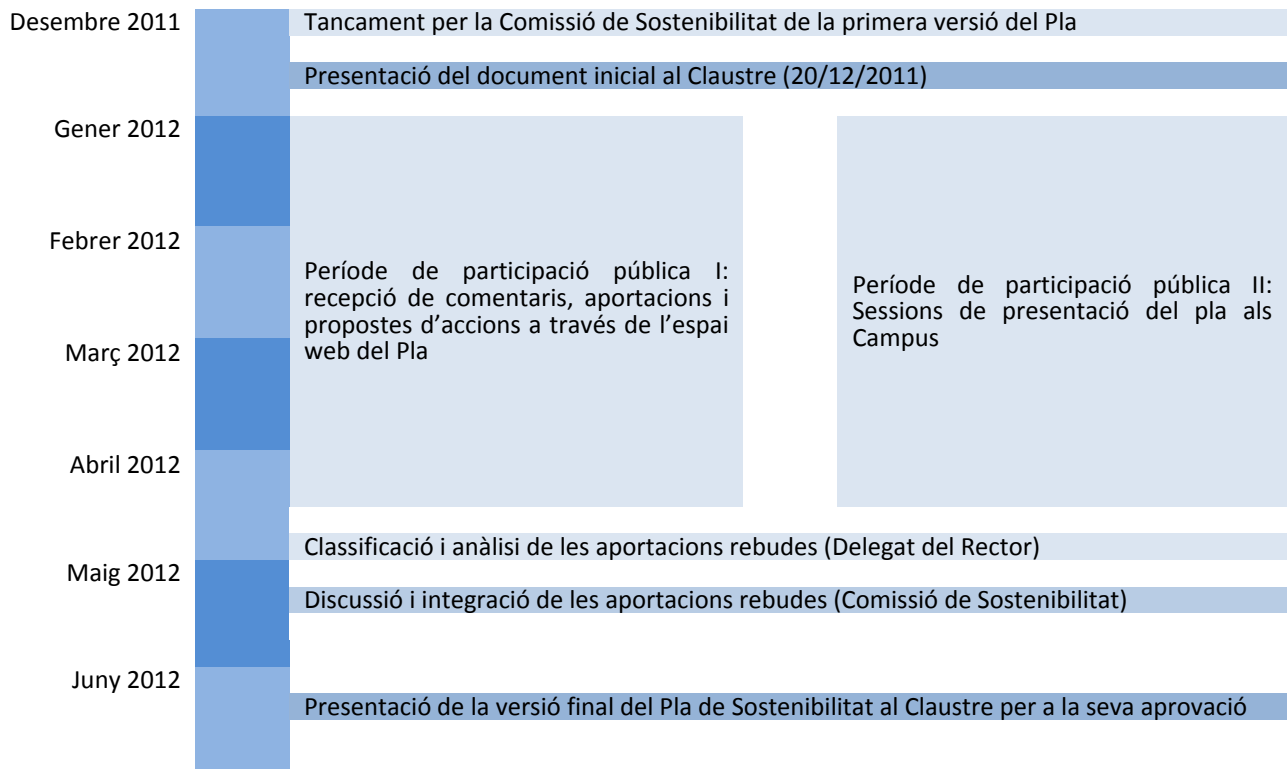 Desembre 2011
Tancament per la Comissió de Sostenibilitat de la primera versió del Pla
Presentació del document inicial al Claustre (20/12/2011)
Gener 2012
Febrer 2012
Març 2012
Abril 2012
Període de participació pública I:
recepció de comentaris, aportacions i
propostes d’accions a través de l’espai
web del Pla
Període de participació pública II:
Sessions de presentació del pla als
Campus
Classificació i anàlisi de les aportacions rebudes (Delegat del Rector)
Maig 2012
Discussió i integració de les aportacions rebudes (Comissió de Sostenibilitat)
Juny 2012
Presentació de la versió final del Pla de Sostenibilitat al Claustre per a la seva aprovació